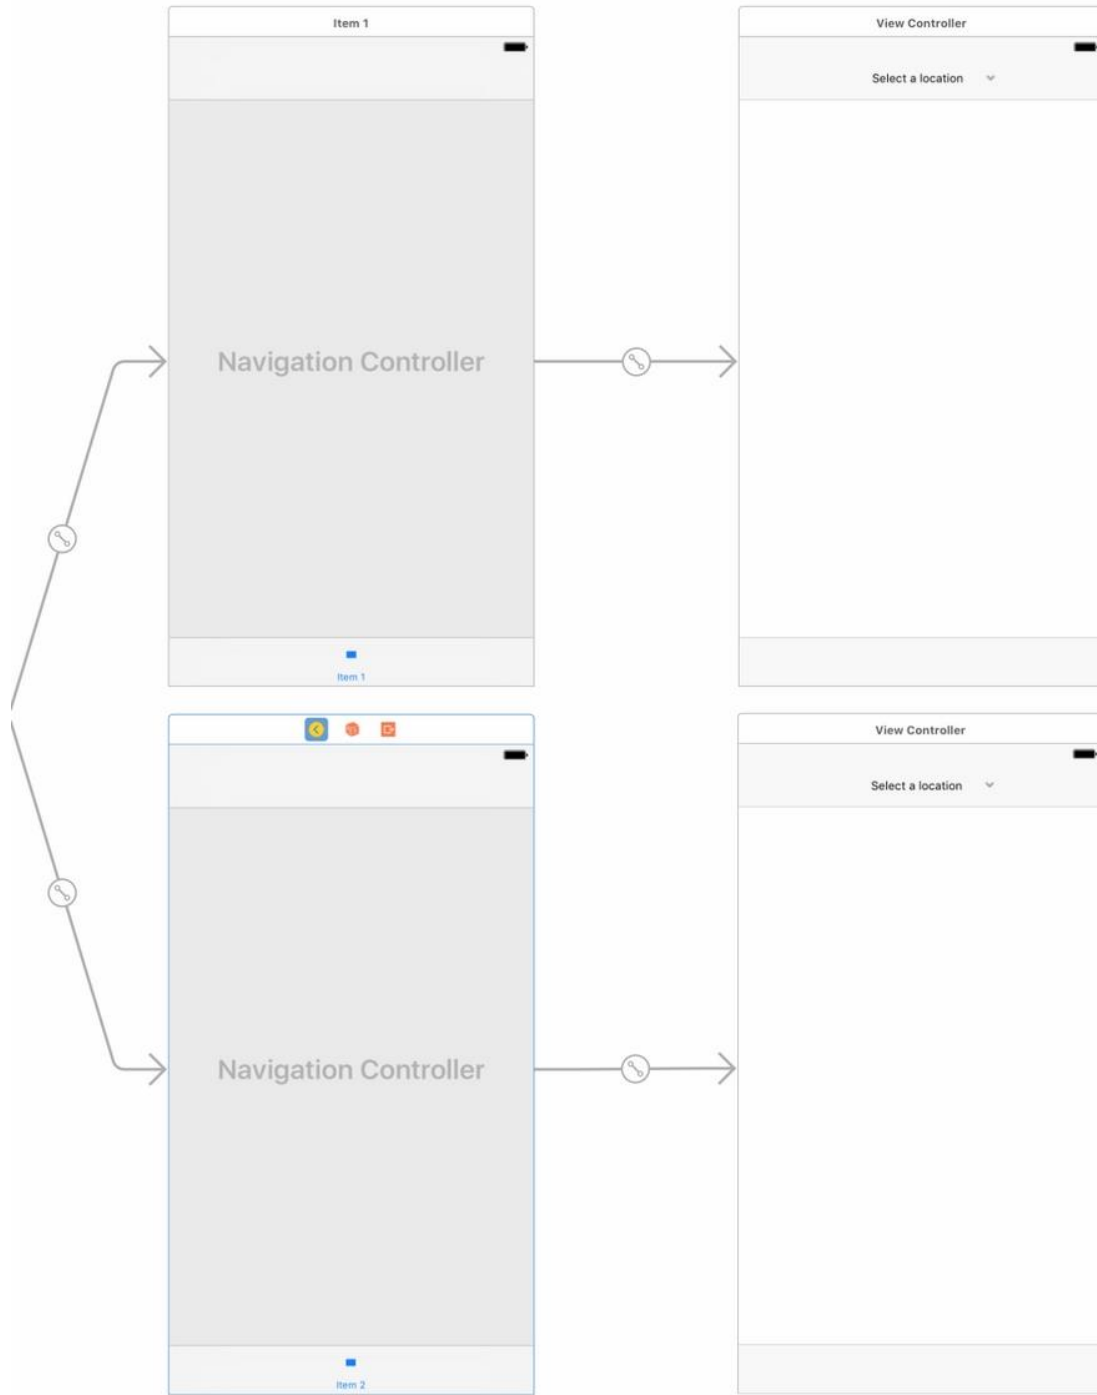 Item 1
View Controller
Select a location
Navigation Controller
Item 1
View Controller
Select a location
Navigation Controller
Item 2